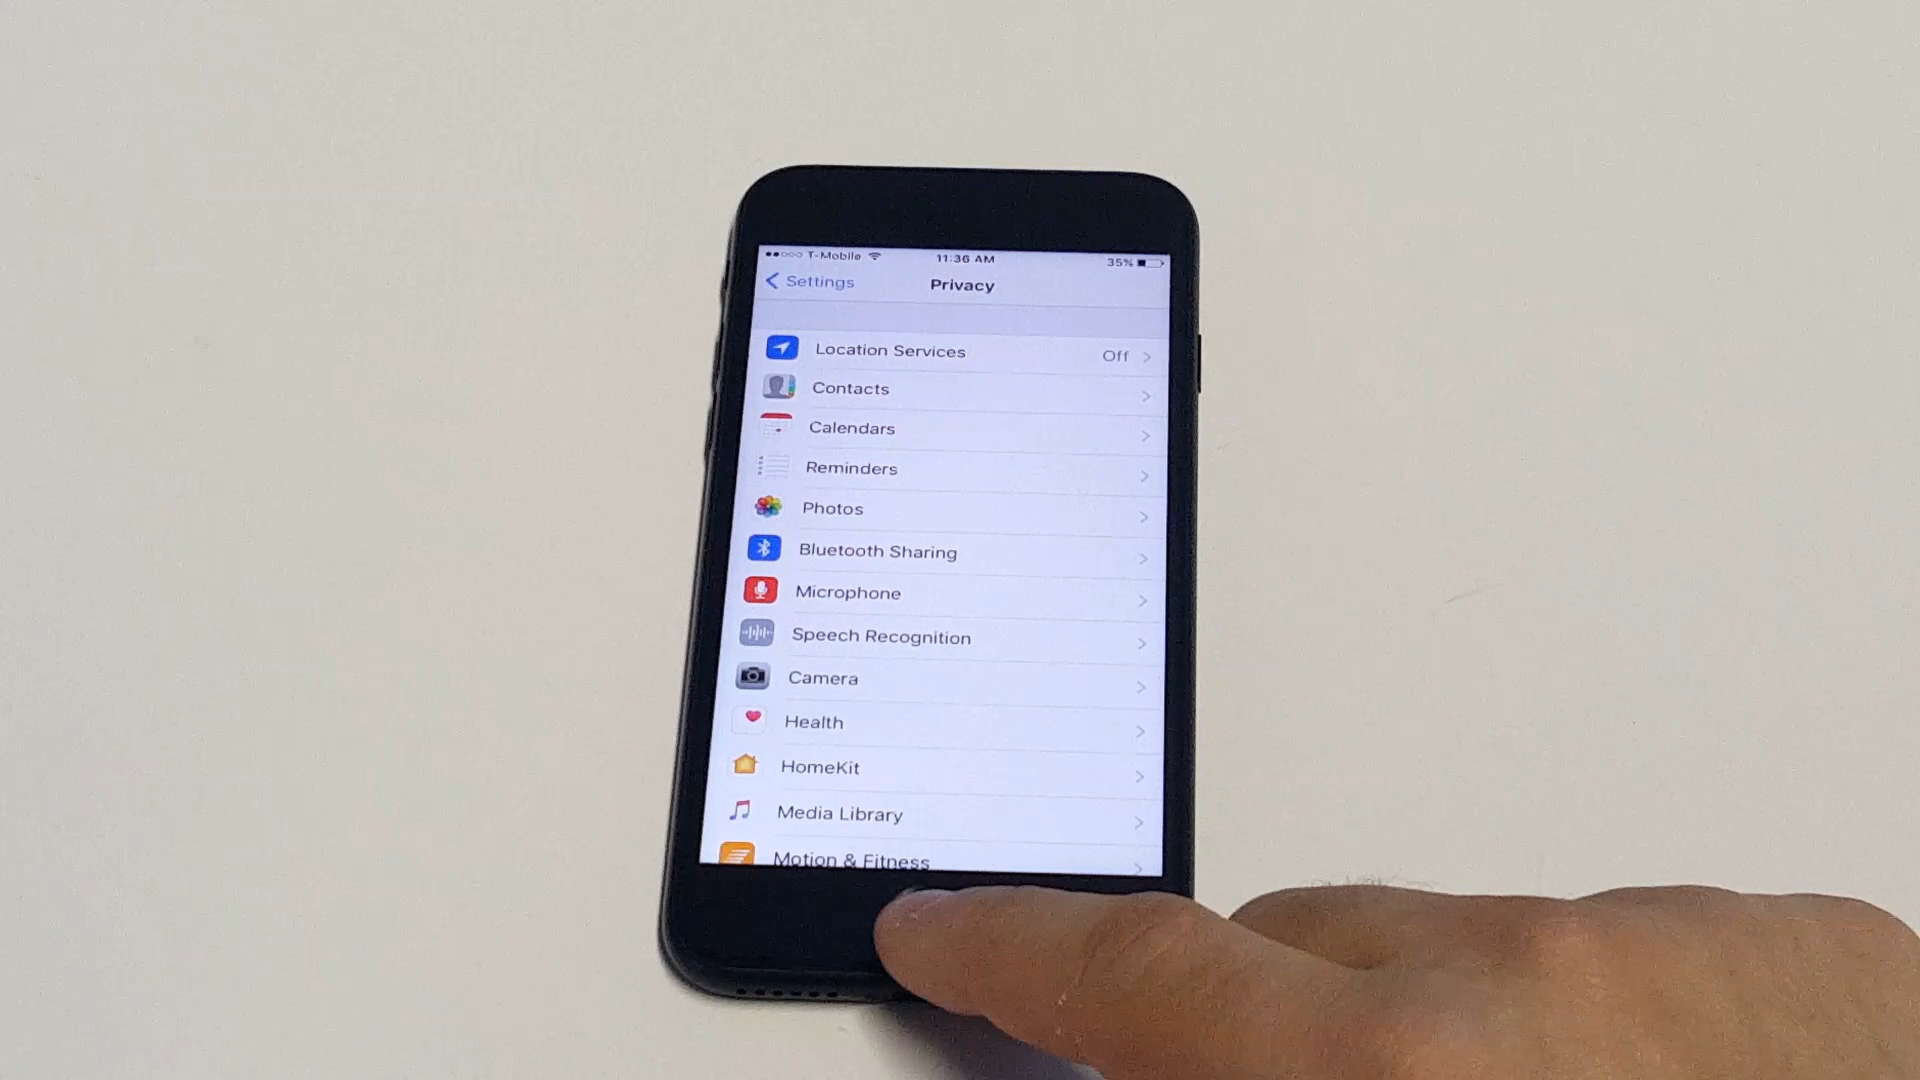 T-Mobile 11:36 AM 35%
Settings Privacy
Location Services Off
Contacts
Calendars
Reminders
Photos
Bluetooth Sharing
Microphone
Speech Recognition
Camera
Health
HomeKit
Media Library
Motion & Fitness